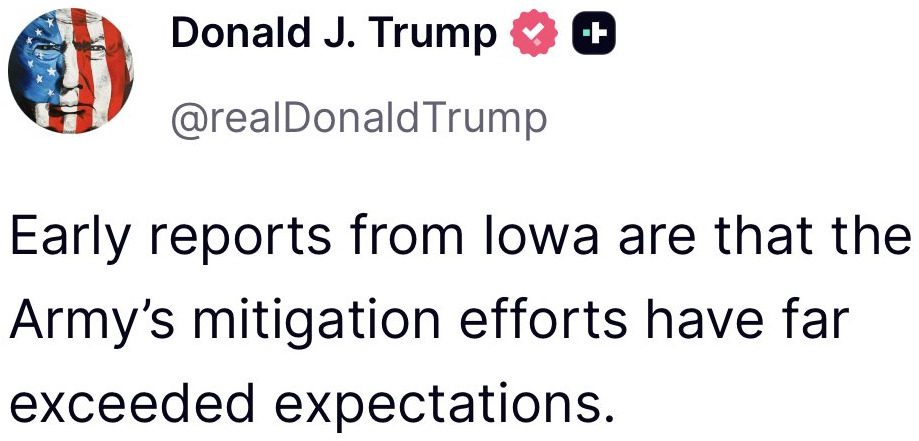 Donald J. Trump
@realDonaldTrump
Early reports from Iowa are that the
Army’s mitigation efforts have far
exceeded expectations.